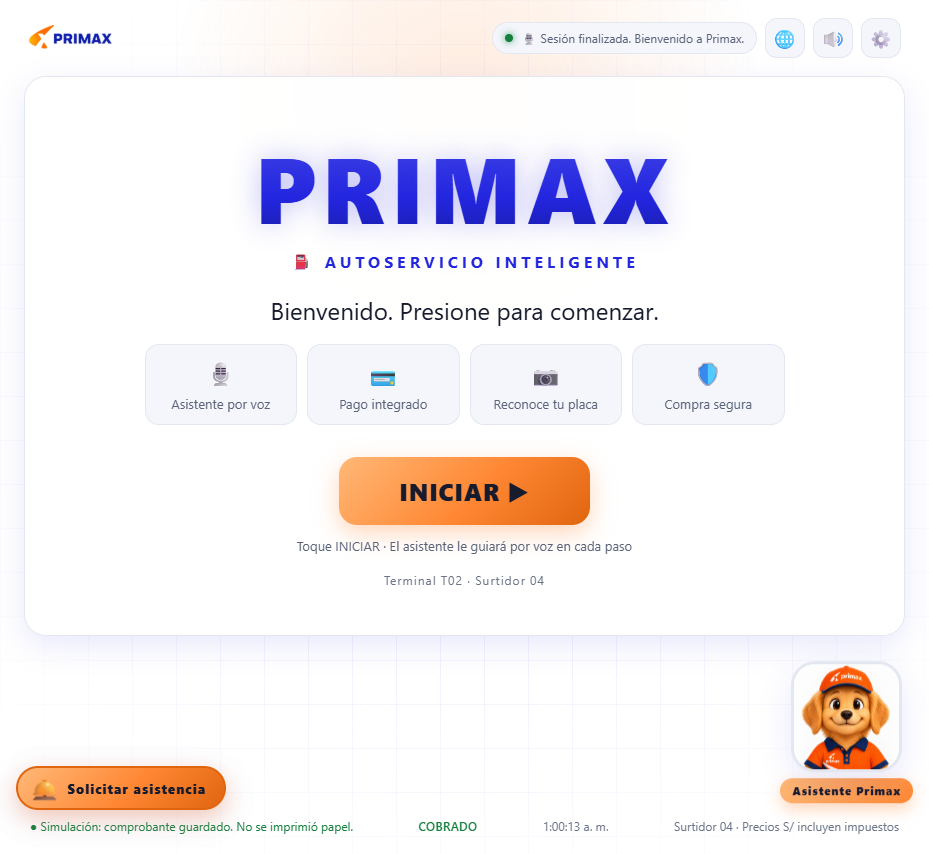 PRIMAX
Sesión finalizada. Bienvenido a Primax.
PRIMAX
AUTOSERVICIO INTELIGENTE
Bienvenido. Presione para comenzar.
Asistente por voz
Pago integrado
Reconoce tu placa
Compra segura
INICIAR ▶
Toque INICIAR · El asistente le guiará por voz en cada paso
Terminal T02 · Surtidor 04
primax
Solicitar asistencia
Asistente Primax
● Simulación: comprobante guardado. No se imprimió papel.
COBRADO
1:00:13 a. m.
Surtidor 04 · Precios S/ incluyen impuestos